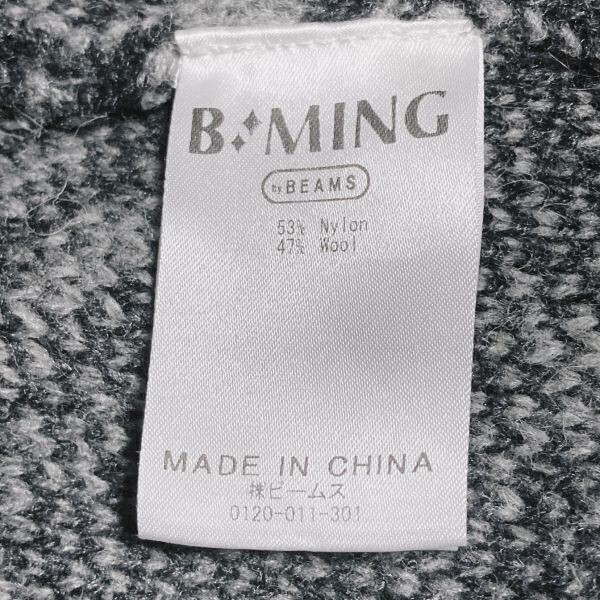 B:MING
by BEAMS
53% Nylon
47% Wool
MADE IN CHINA
㈱ビームス
0120-011-301